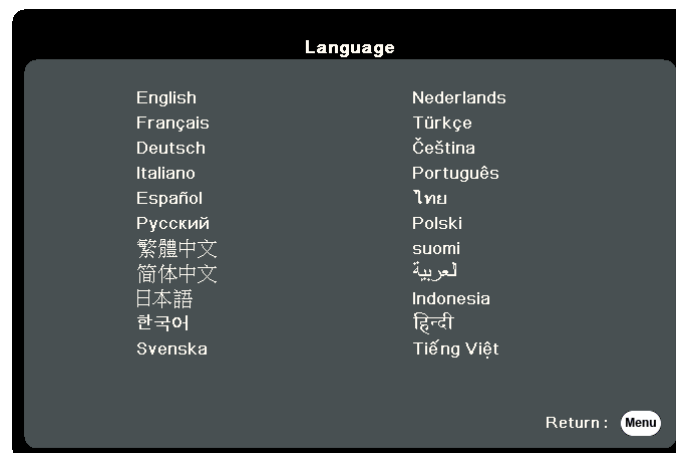 Language
English
Français
Deutsch
Italiano
Español
Русский
繁體中文
简体中文
日本語
한국어
Svenska
Nederlands
Türkçe
Čeština
Português
ไทย
Polski
suomi
لعربية
Indonesia
हिन्दी
Tiếng Việt
Return : Menu